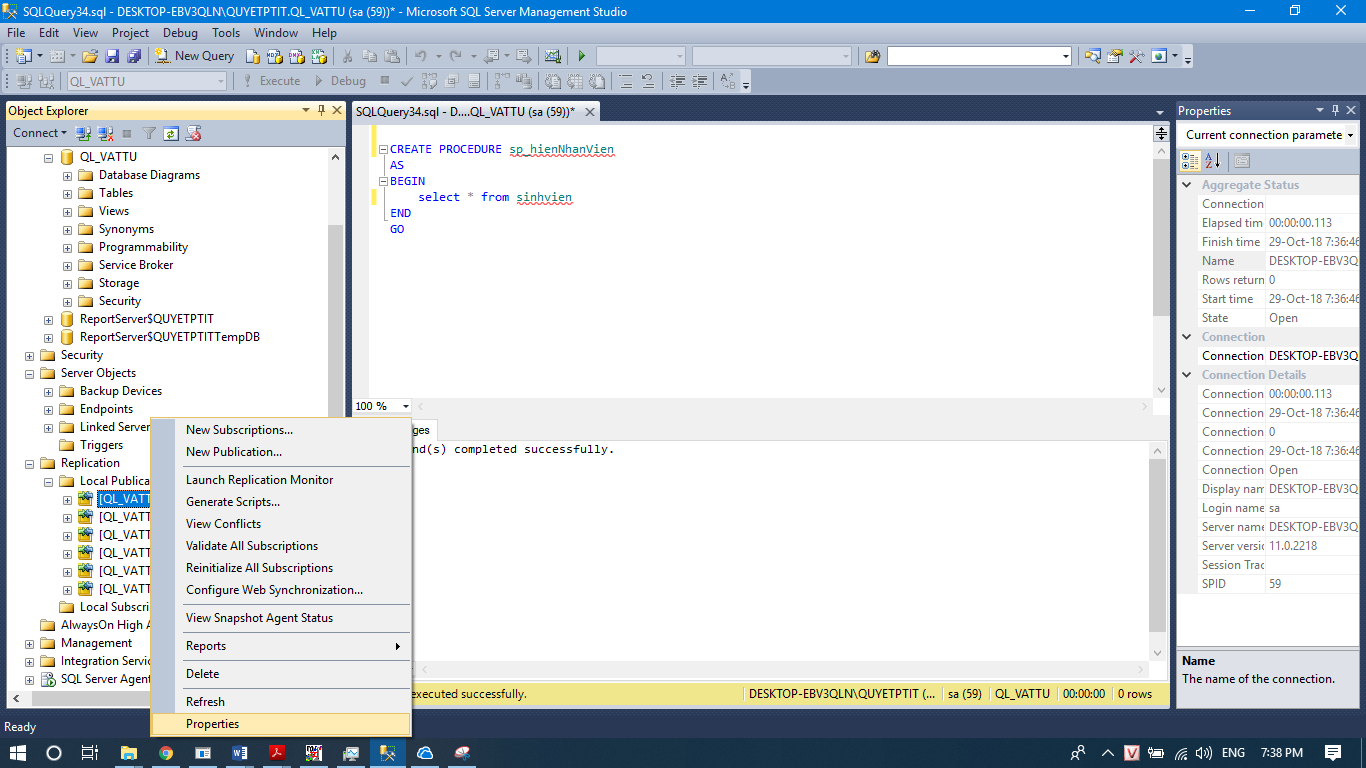 SQLQuery34.sql - DESKTOP-EBV3QLN\QUYETPTIT.QL_VATTU (sa (59))* - Microsoft SQL Server Management Studio
File Edit View Project Debug Tools Window Help
New Query
QL_VATTU Execute Debug
Object Explorer
Connect
QL_VATTU
Database Diagrams
Tables
Views
Synonyms
Programmability
Service Broker
Storage
Security
ReportServer$QUYETPTIT
ReportServer$QUYETPTITTempDB
Security
Server Objects
Backup Devices
Endpoints
Linked Server
Triggers
Replication
Local Publica
[QL_VATT
[QL_VATT
[QL_VATT
[QL_VATT
[QL_VATT
[QL_VATT
Local Subscri
AlwaysOn High A
Management
Integration Servic
SQL Server Agent
New Subscriptions...
New Publication...
Launch Replication Monitor
Generate Scripts...
View Conflicts
Validate All Subscriptions
Reinitialize All Subscriptions
Configure Web Synchronization...
View Snapshot Agent Status
Reports
Delete
Refresh
Properties
SQLQuery34.sql - D....QL_VATTU (sa (59))*
CREATE PROCEDURE sp_hienNhanVien
AS
BEGIN
select * from sinhvien
END
GO
100 %
ges
nd(s) completed successfully.
executed successfully. DESKTOP-EBV3QLN\QUYETPTIT (... sa (59) QL_VATTU 00:00:00 0 rows
Properties
Current connection paramete
Aggregate Status
Connection
Elapsed tim 00:00:00.113
Finish time 29-Oct-18 7:36:46
Name DESKTOP-EBV3Q
Rows return 0
Start time 29-Oct-18 7:36:46
State Open
Connection
Connection DESKTOP-EBV3Q
Connection Details
Connection 00:00:00.113
Connection 29-Oct-18 7:36:46
Connection 0
Connection 29-Oct-18 7:36:46
Connection Open
Display nam DESKTOP-EBV3Q
Login name sa
Server name DESKTOP-EBV3Q
Server versic 11.0.2218
Session Trac
SPID 59
Name
The name of the connection.
Ready
ENG 7:38 PM